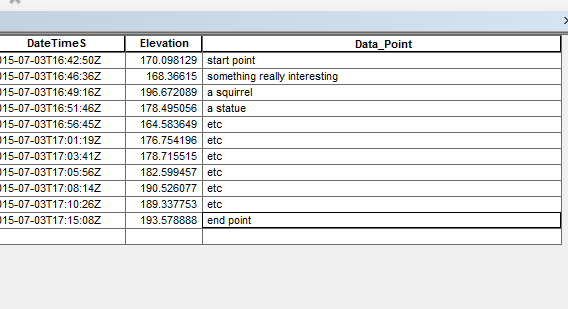 DateTimeS Elevation Data_Point
015-07-03T16:42:50Z 170.098129 start point
015-07-03T16:46:36Z 168.36615 something really interesting
015-07-03T16:49:16Z 196.672089 a squirrel
015-07-03T16:51:46Z 178.495056 a statue
015-07-03T16:56:45Z 164.583649 etc
015-07-03T17:01:19Z 176.754196 etc
015-07-03T17:03:41Z 178.715515 etc
015-07-03T17:05:56Z 182.599457 etc
015-07-03T17:08:14Z 190.526077 etc
015-07-03T17:10:26Z 189.337753 etc
015-07-03T17:15:08Z 193.578888 end point